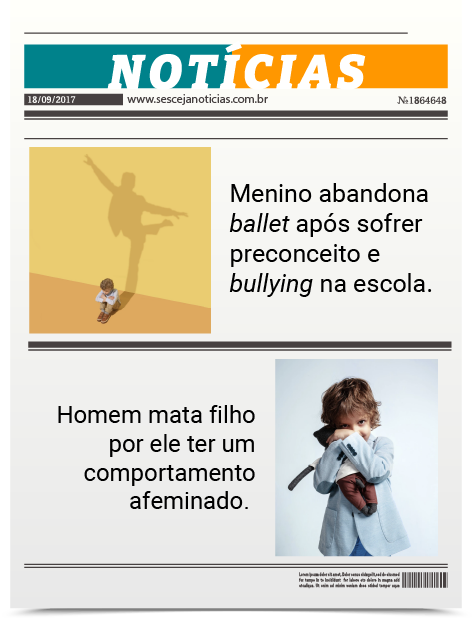 NOTÍCIAS
18/09/2017 www.sescejanoticias.com.br №1864648
Menino abandona
ballet após sofrer
preconceito e
bullying na escola.
Homem mata filho
por ele ter um
comportamento
afeminado.